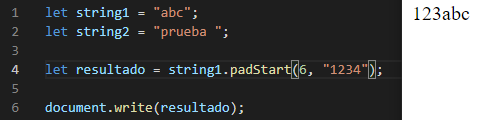 1 let string1 = "abc";
2 let string2 = "prueba ";
3
4 let resultado = string1.padStart(6, "1234");
5
6 document.write(resultado);
123abc